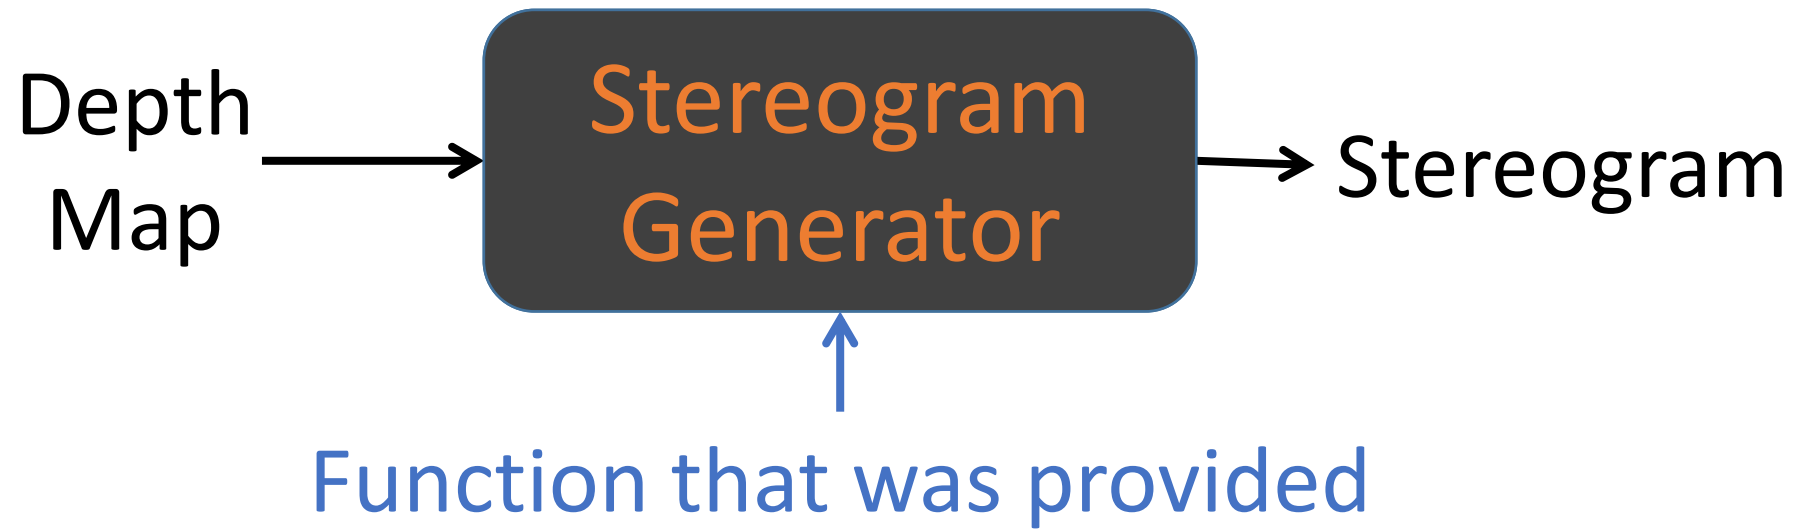 Depth
Map
Stereogram
Generator
Stereogram
Function that was provided